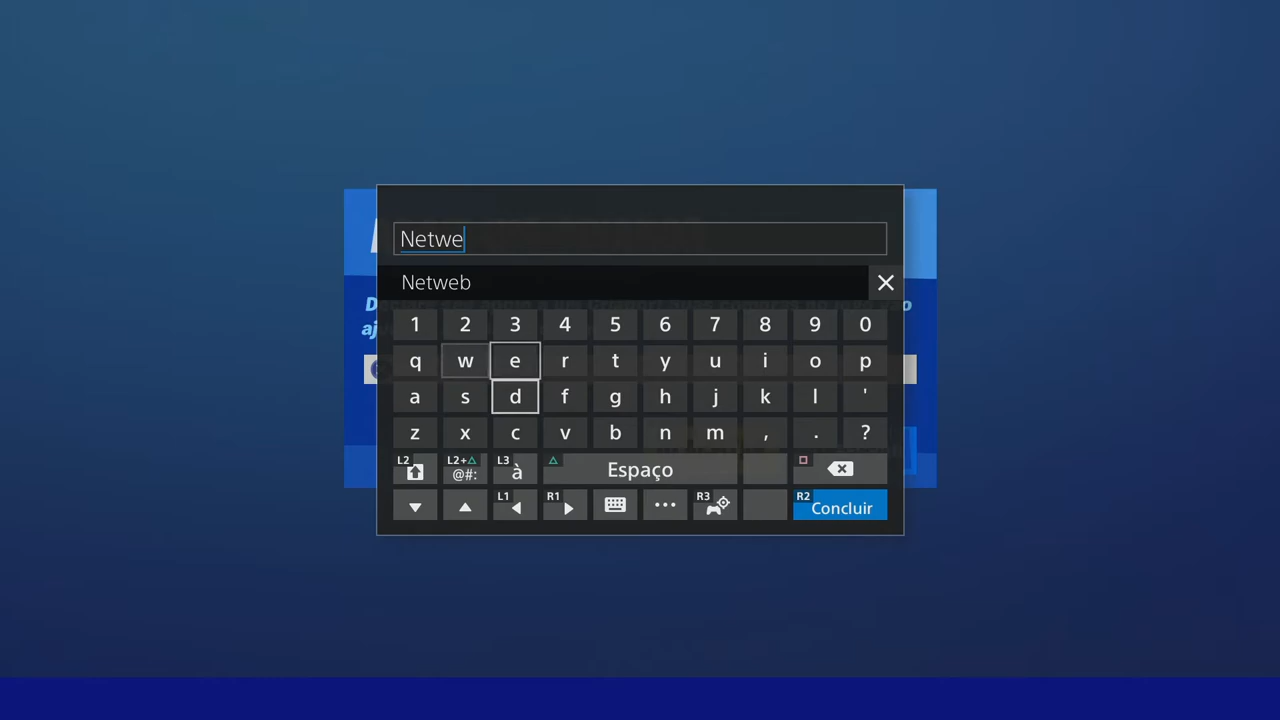 Netwe
Netweb
1 2 3 4 5 6 7 8 9 0
q w e r t y u i o p
a s d f g h j k l '
z x c v b n m , . ?
L2 L2+△ @#: L3 à △ Espaço
L1 R1 ... R3 R2 Concluir